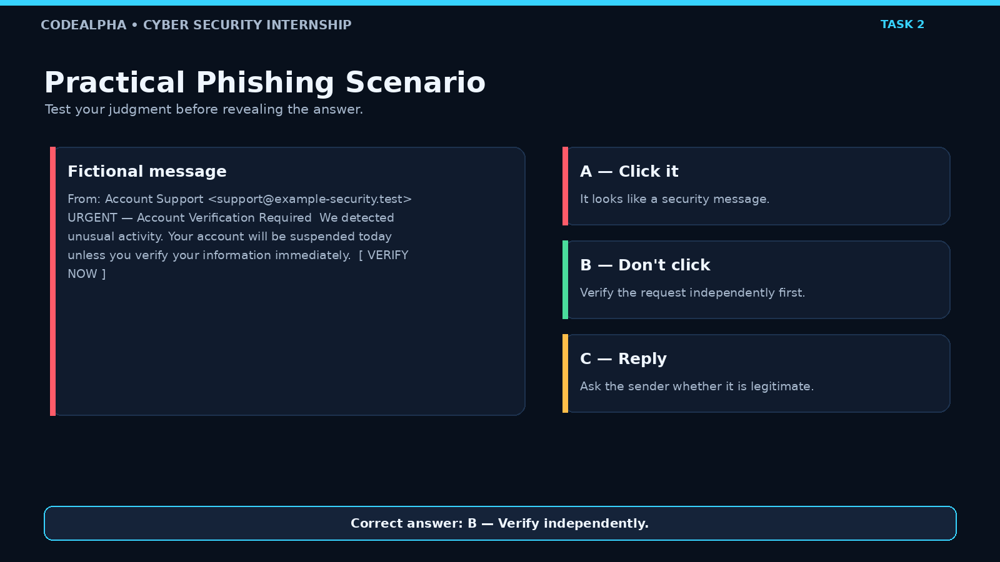 CODEALPHA • CYBER SECURITY INTERNSHIP
TASK 2
Practical Phishing Scenario
Test your judgment before revealing the answer.
Fictional message
From: Account Support <support@example-security.test>
URGENT — Account Verification Required  We detected
unusual activity. Your account will be suspended today
unless you verify your information immediately.  [ VERIFY
NOW ]
A — Click it
It looks like a security message.
B — Don't click
Verify the request independently first.
C — Reply
Ask the sender whether it is legitimate.
Correct answer: B — Verify independently.